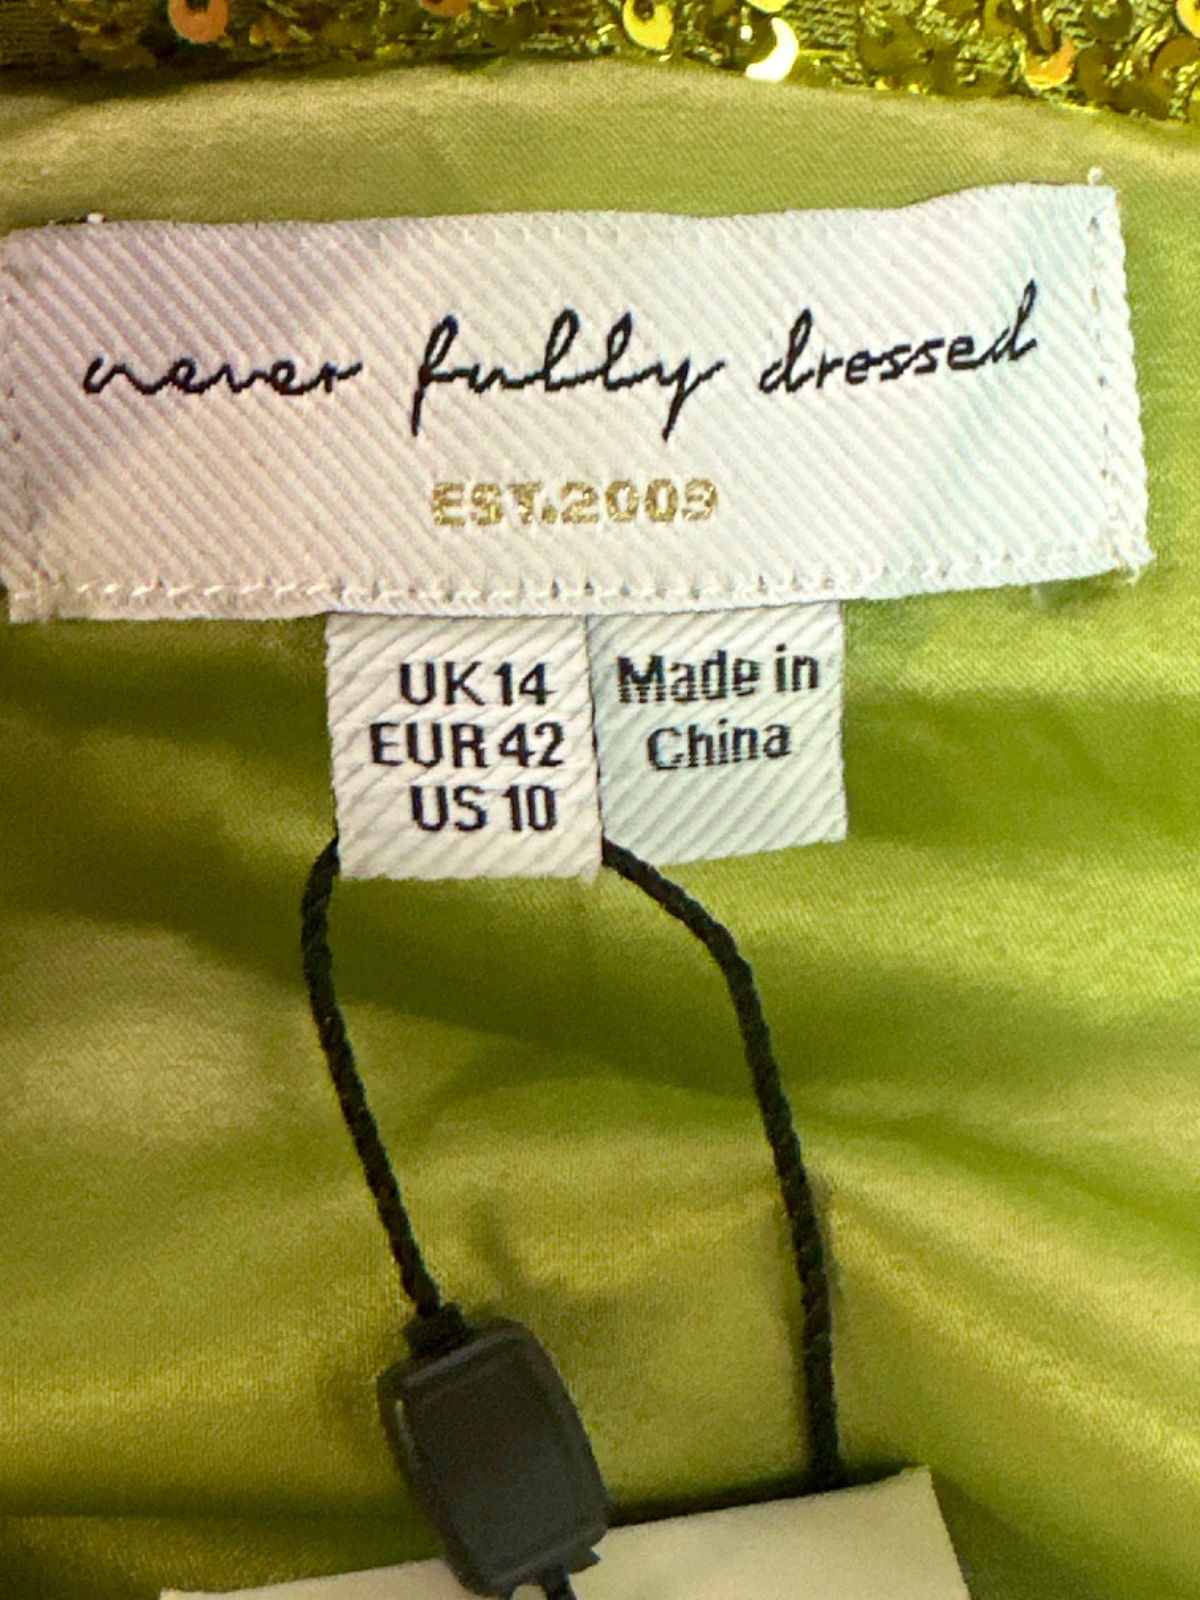 never fully dressed
EST.2009
UK 14
EUR 42
US 10
Made in
China